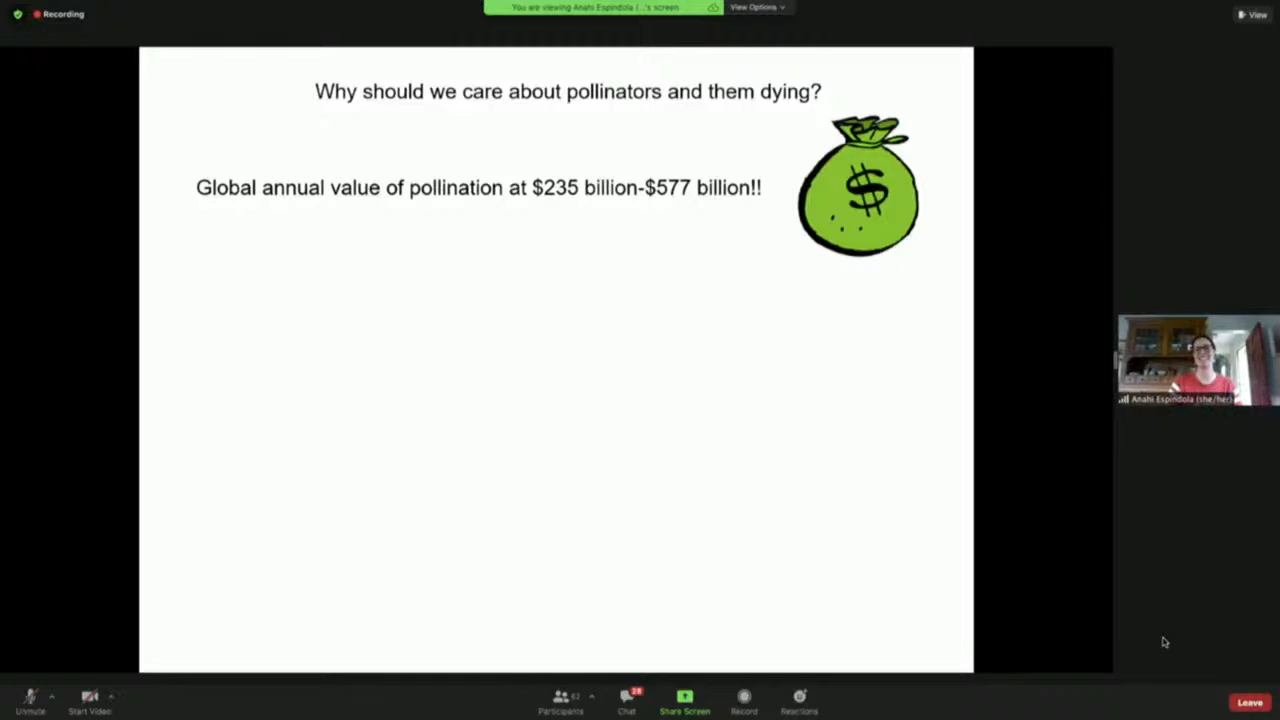 Recording
You are viewing Anahi Espindola (...'s screen
View Options
View
Why should we care about pollinators and them dying?
Global annual value of pollination at $235 billion-$577 billion!!
$
Anahi Espindola (she/her)
Unmute
Start Video
Participants
62
Chat
28
Share Screen
Record
Reactions
Leave